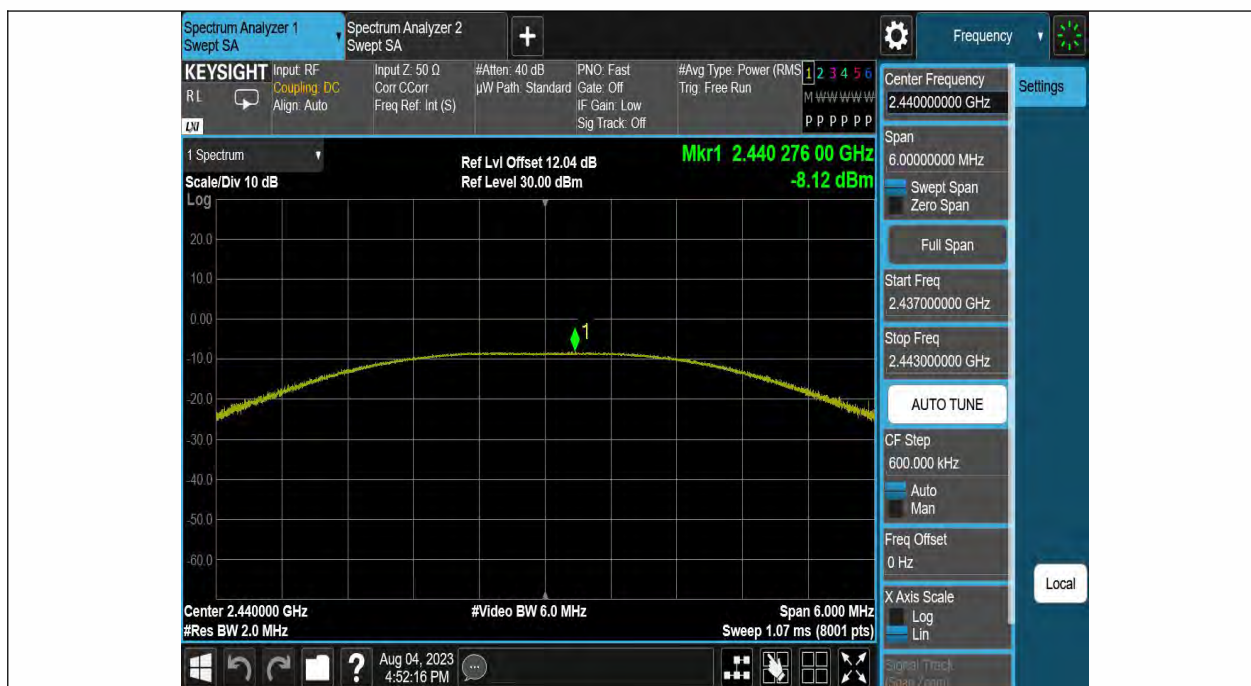 Spectrum Analyzer 1
Swept SA
Spectrum Analyzer 2
Swept SA
+
Frequency
KEYSIGHT
RL
LXI
Input: RF
Coupling: DC
Align: Auto
Input Z: 50 Ω
Corr CCorr
Freq Ref: Int (S)
#Atten: 40 dB
µW Path: Standard
PNO: Fast
Gate: Off
IF Gain: Low
Sig Track: Off
#Avg Type: Power (RMS
Trig: Free Run
1 2 3 4 5 6
M W W W W W
P P P P P P
1 Spectrum
Scale/Div 10 dB
Log
Ref Lvl Offset 12.04 dB
Ref Level 30.00 dBm
Mkr1 2.440 276 00 GHz
-8.12 dBm
20.0
10.0
0.00
-10.0
-20.0
-30.0
-40.0
-50.0
-60.0
1
Center 2.440000 GHz
#Res BW 2.0 MHz
#Video BW 6.0 MHz
Span 6.000 MHz
Sweep 1.07 ms (8001 pts)
?
Aug 04, 2023
4:52:16 PM
Center Frequency
2.440000000 GHz
Settings
Span
6.00000000 MHz
Swept Span
Zero Span
Full Span
Start Freq
2.437000000 GHz
Stop Freq
2.443000000 GHz
AUTO TUNE
CF Step
600.000 kHz
Auto
Man
Freq Offset
0 Hz
X Axis Scale
Log
Lin
Local
Signal Track
(Span Zoom)